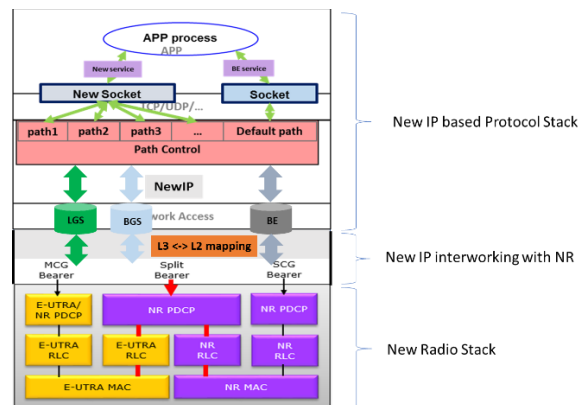 APP process
APP
New service
BE service
New Socket
Socket
TCP/UDP/...
path1
path2
path3
...
Default path
Path Control
NewIP
LGS
BGS
BE
work Access
L3 <-> L2 mapping
MCG
Bearer
Split
Bearer
SCG
Bearer
E-UTRA/
NR PDCP
NR PDCP
NR PDCP
E-UTRA
RLC
E-UTRA
RLC
NR
RLC
NR
RLC
E-UTRA MAC
NR MAC
New IP based Protocol Stack
New IP interworking with NR
New Radio Stack